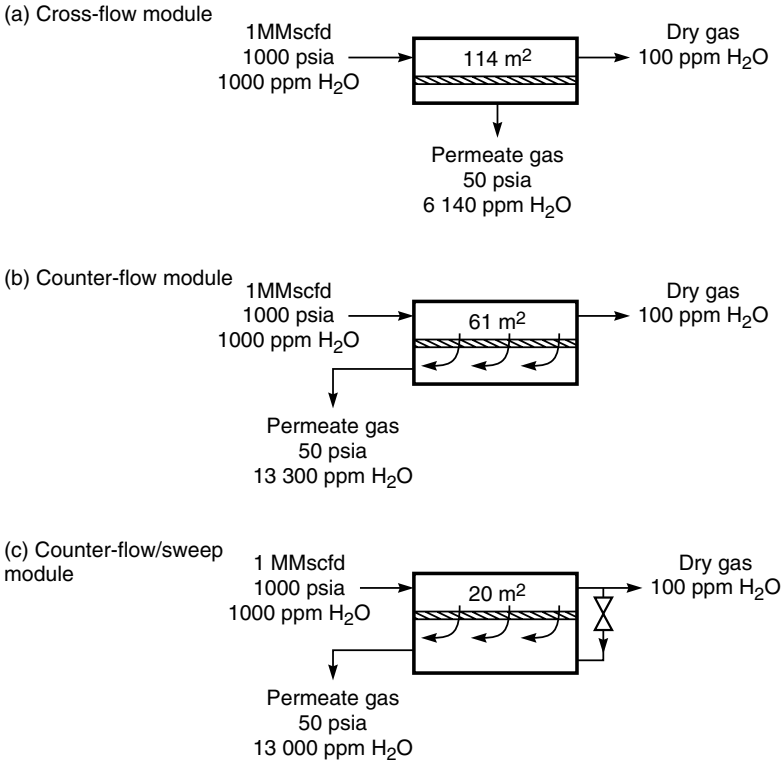 (a) Cross-flow module
1MMscfd
1000 psia
1000 ppm H2O
114 m2
Dry gas
100 ppm H2O
Permeate gas
50 psia
6 140 ppm H2O
(b) Counter-flow module
1MMscfd
1000 psia
1000 ppm H2O
61 m2
Dry gas
100 ppm H2O
Permeate gas
50 psia
13 300 ppm H2O
(c) Counter-flow/sweep
module
1 MMscfd
1000 psia
1000 ppm H2O
20 m2
Dry gas
100 ppm H2O
Permeate gas
50 psia
13 000 ppm H2O